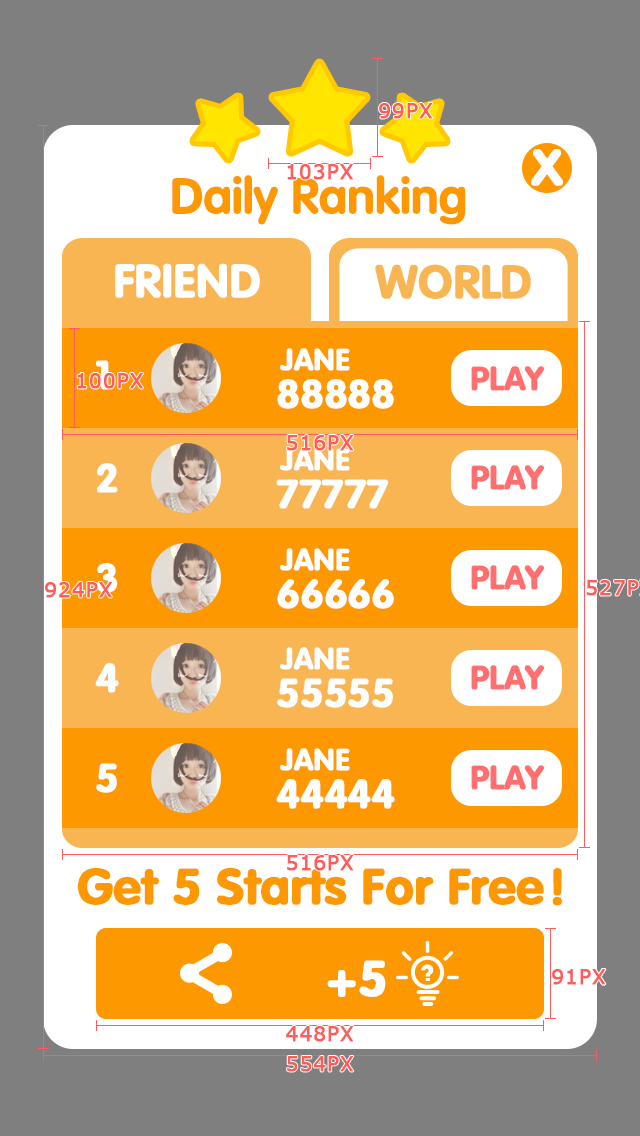 99PX
103PX
X
Daily Ranking
FRIEND WORLD
1 JANE 88888 PLAY
100PX
516PX
2 JANE 77777 PLAY
3 JANE 66666 PLAY
924PX
527PX
4 JANE 55555 PLAY
5 JANE 44444 PLAY
516PX
Get 5 Starts For Free!
+5 ?
91PX
448PX
554PX